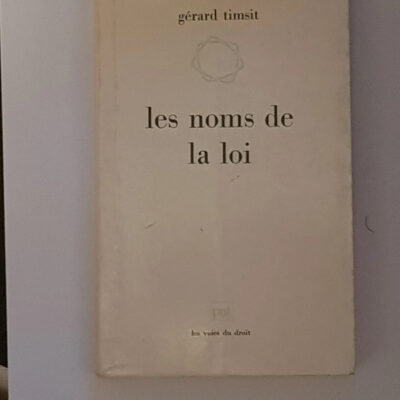 gérard timsit
les noms de
la loi
puf
les voies du droit